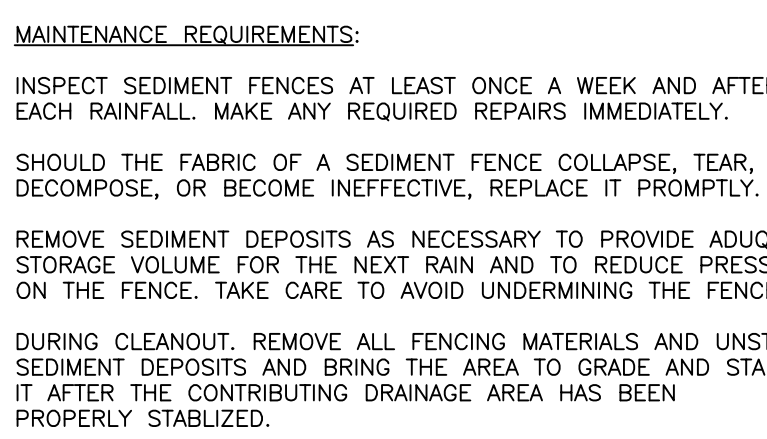 MAINTENANCE REQUIREMENTS:
INSPECT SEDIMENT FENCES AT LEAST ONCE A WEEK AND AFTER
EACH RAINFALL. MAKE ANY REQUIRED REPAIRS IMMEDIATELY.
SHOULD THE FABRIC OF A SEDIMENT FENCE COLLAPSE, TEAR,
DECOMPOSE, OR BECOME INEFFECTIVE, REPLACE IT PROMPTLY.
REMOVE SEDIMENT DEPOSITS AS NECESSARY TO PROVIDE
STORAGE VOLUME FOR THE NEXT RAIN AND TO REDUCE
ON THE FENCE. TAKE CARE TO AVOID UNDERMINING THE FENCE
DURING CLEANOUT. REMOVE ALL FENCING MATERIALS AND
SEDIMENT DEPOSITS AND BRING THE AREA TO GRADE AND
IT AFTER THE CONTRIBUTING DRAINAGE AREA HAS BEEN
PROPERLY STABLIZED.